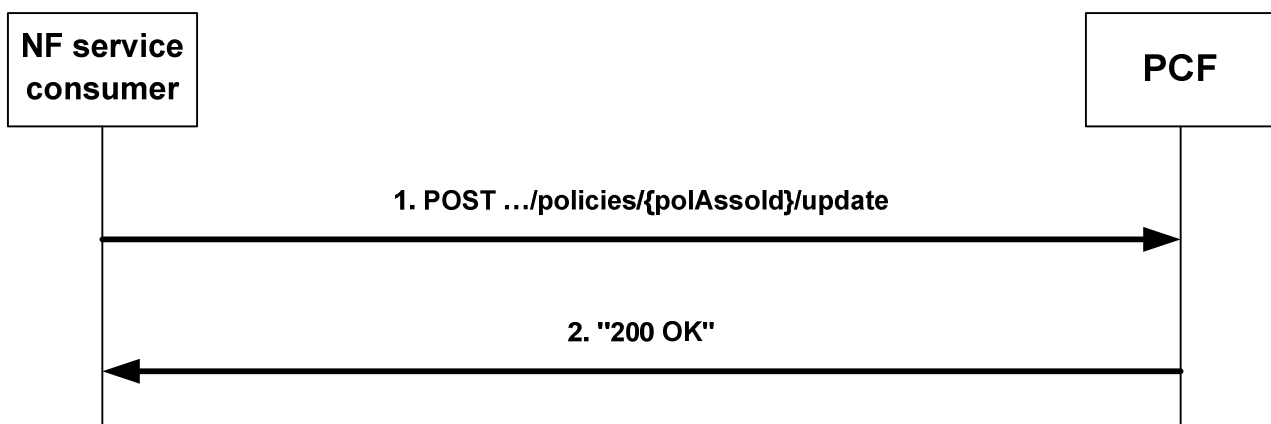 NF service
consumer
PCF
1. POST …/policies/{polAssoId}/update
2. "200 OK"